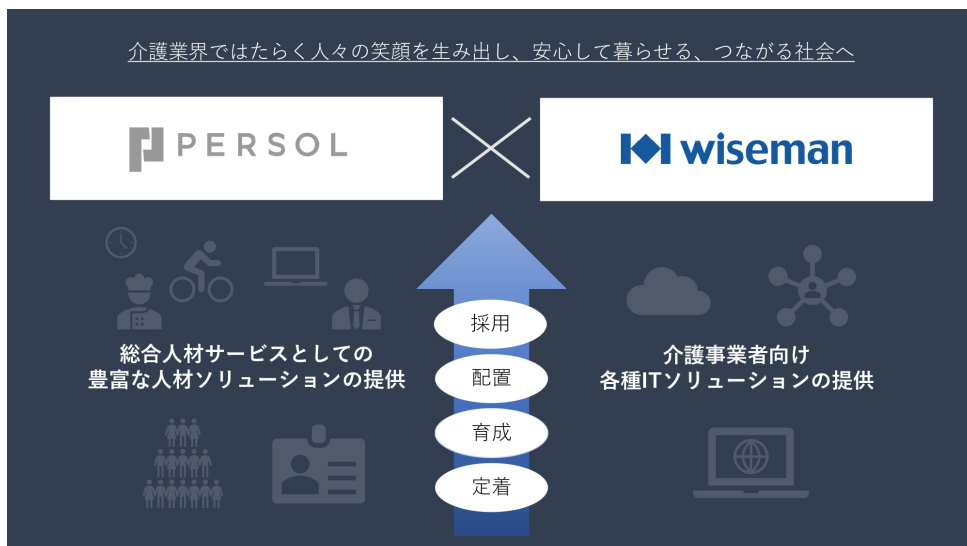 介護業界ではたらく人々の笑顔を生み出し、安心して暮らせる、つながる社会へ
PERSOL
wiseman
総合人材サービスとしての
豊富な人材ソリューションの提供
採用
配置
育成
定着
介護事業者向け
各種ITソリューションの提供